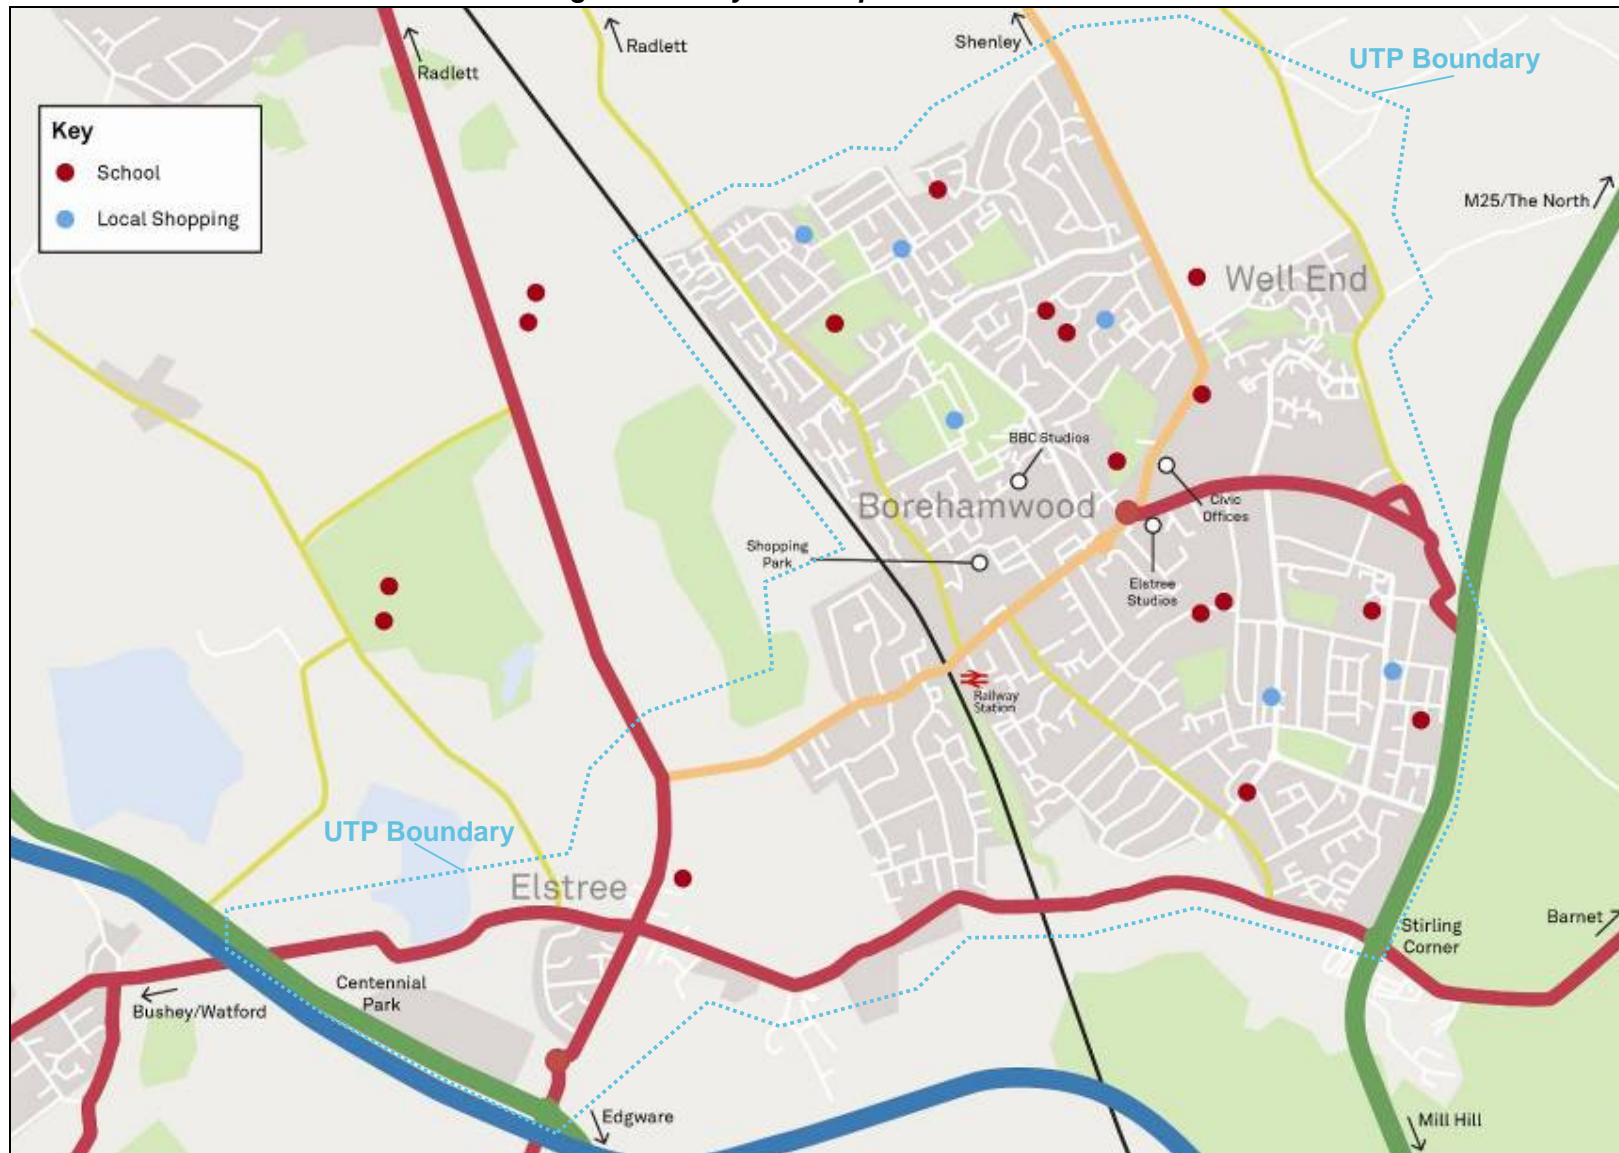 Radlett
Radlett
Shenley
UTP Boundary
Key
School
Local Shopping
M25/The North
Well End
BBC Studios
Borehamwood
Civic
Offices
Shopping
Park
Elstree
Studios
Railway
Station
UTP Boundary
Elstree
Stirling
Corner
Barnet
Centennial
Park
Bushey/Watford
Edgware
Mill Hill